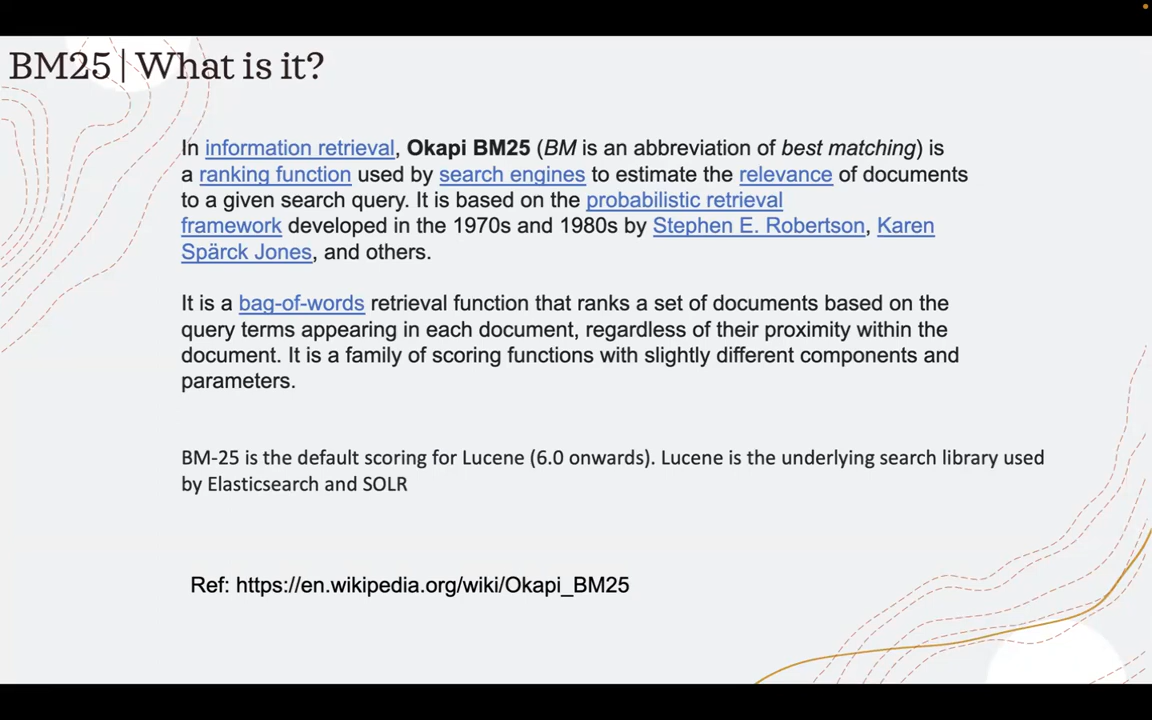 BM25 | What is it?
In information retrieval, Okapi BM25 (BM is an abbreviation of best matching) is
a ranking function used by search engines to estimate the relevance of documents
to a given search query. It is based on the probabilistic retrieval
framework developed in the 1970s and 1980s by Stephen E. Robertson, Karen
Spärck Jones, and others.
It is a bag-of-words retrieval function that ranks a set of documents based on the
query terms appearing in each document, regardless of their proximity within the
document. It is a family of scoring functions with slightly different components and
parameters.
BM-25 is the default scoring for Lucene (6.0 onwards). Lucene is the underlying search library used
by Elasticsearch and SOLR
Ref: https://en.wikipedia.org/wiki/Okapi_BM25